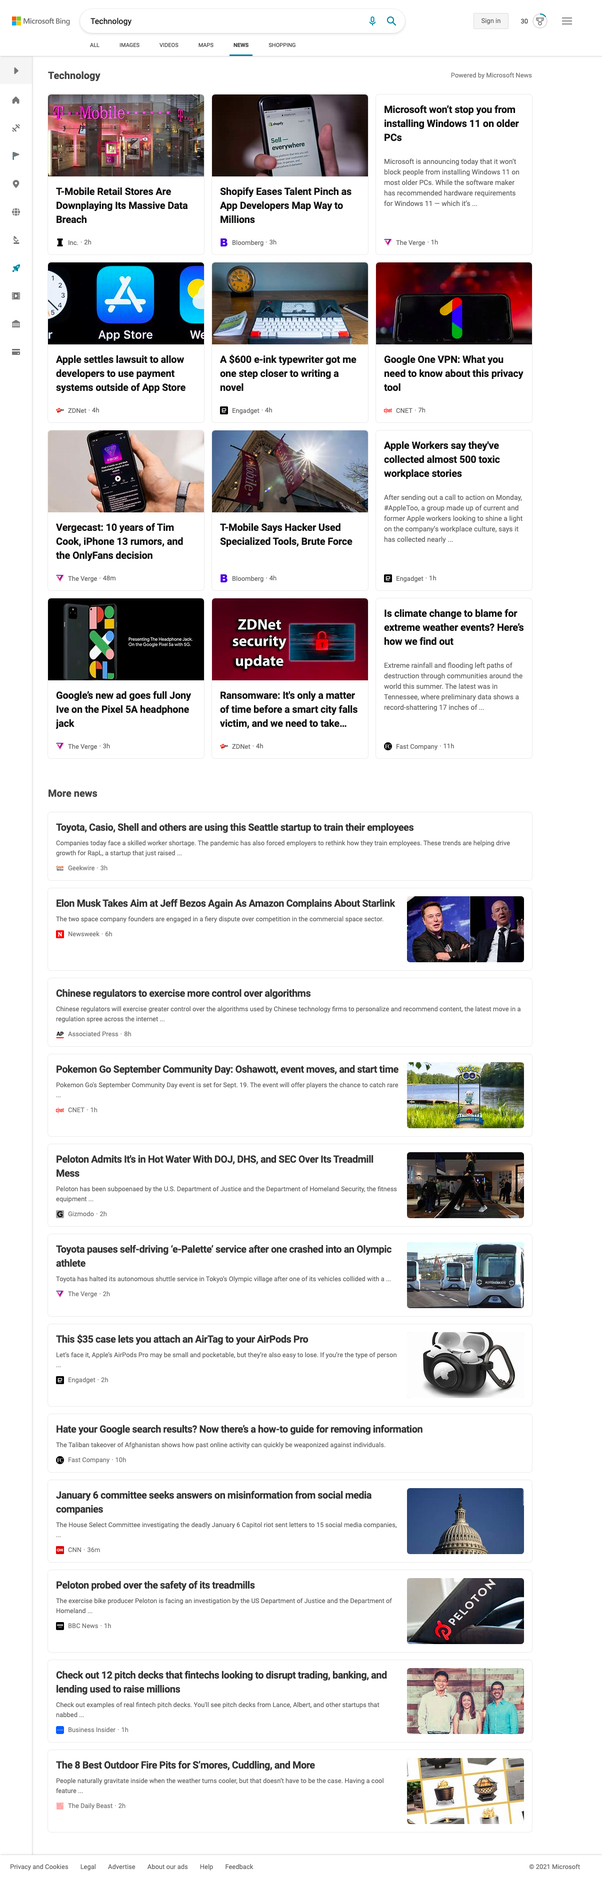 Microsoft Bing
Technology
Sign in
30
ALL
IMAGES
VIDEOS
MAPS
NEWS
SHOPPING
Technology
Powered by Microsoft News
T-Mobile
T-Mobile Retail Stores Are
Downplaying Its Massive Data
Breach
Inc. · 2h
shopify
Sell —
everywhere
Shopify Eases Talent Pinch as
App Developers Map Way to
Millions
Bloomberg · 3h
Microsoft won't stop you from
installing Windows 11 on older
PCs
Microsoft is announcing today that it won't
block people from installing Windows 11 on
most older PCs. While the software maker
has recommended hardware requirements
for Windows 11 — which it's ...
The Verge · 1h
r
App Store
We
Apple settles lawsuit to allow
developers to use payment
systems outside of App Store
ZDNet · 4h
A $600 e-ink typewriter got me
one step closer to writing a
novel
Engadget · 4h
Google One VPN: What you
need to know about this privacy
tool
CNET · 7h
Vergecast: 10 years of Tim
Cook, iPhone 13 rumors, and
the OnlyFans decision
The Verge · 48m
T-Mobile Says Hacker Used
Specialized Tools, Brute Force
Bloomberg · 4h
Apple Workers say they've
collected almost 500 toxic
workplace stories
After sending out a call to action on Monday,
#AppleToo, a group made up of current and
former Apple workers looking to shine a light
on the company's workplace culture, says it
has collected nearly ...
Engadget · 1h
Presenting The Headphone Jack.
On the Google Pixel 5a with 5G.
Google's new ad goes full Jony
Ive on the Pixel 5A headphone
jack
The Verge · 3h
ZDNet
security
update
Ransomware: It's only a matter
of time before a smart city falls
victim, and we need to take...
ZDNet · 4h
Is climate change to blame for
extreme weather events? Here's
how we find out
Extreme rainfall and flooding left paths of
destruction through communities around the
world this summer. The latest was in
Tennessee, where preliminary data shows a
record-shattering 17 inches of ...
Fast Company · 11h
More news
Toyota, Casio, Shell and others are using this Seattle startup to train their employees
Companies today face a skilled worker shortage. The pandemic has also forced employers to rethink how they train employees. These trends are helping drive
growth for RapL, a startup that just raised ...
Geekwire · 3h
Elon Musk Takes Aim at Jeff Bezos Again As Amazon Complains About Starlink
The two space company founders are engaged in a fiery dispute over competition in the commercial space sector.
Newsweek · 6h
Chinese regulators to exercise more control over algorithms
Chinese regulators will exercise greater control over the algorithms used by Chinese technology firms to personalize and recommend content, the latest move in a
regulation spree across the internet ...
AP
Associated Press · 8h
Pokemon Go September Community Day: Oshawott, event moves, and start time
Pokemon Go's September Community Day event is set for Sept. 19. The event will offer players the chance to catch rare
...
CNET · 1h
Peloton Admits It's in Hot Water With DOJ, DHS, and SEC Over Its Treadmill
Mess
Peloton has been subpoenaed by the U.S. Department of Justice and the Department of Homeland Security, the fitness
equipment ...
Gizmodo · 2h
Toyota pauses self-driving 'e-Palette' service after one crashed into an Olympic
athlete
Toyota has halted its autonomous shuttle service in Tokyo's Olympic village after one of its vehicles collided with a ...
The Verge · 2h
This $35 case lets you attach an AirTag to your AirPods Pro
Let's face it, Apple's AirPods Pro may be small and pocketable, but they're also easy to lose. If you're the type of person
...
Engadget · 2h
Hate your Google search results? Now there's a how-to guide for removing information
The Taliban takeover of Afghanistan shows how past online activity can quickly be weaponized against individuals.
Fast Company · 10h
January 6 committee seeks answers on misinformation from social media
companies
The House Select Committee investigating the deadly January 6 Capitol riot sent letters to 15 social media companies,
...
CNN · 36m
Peloton probed over the safety of its treadmills
The exercise bike producer Peloton is facing an investigation by the US Department of Justice and the Department of
Homeland ...
BBC News · 1h
PELOTON
Check out 12 pitch decks that fintechs looking to disrupt trading, banking, and
lending used to raise millions
Check out examples of real fintech pitch decks. You'll see pitch decks from Lance, Albert, and other startups that
nabbed ...
Business Insider · 1h
The 8 Best Outdoor Fire Pits for S'mores, Cuddling, and More
People naturally gravitate inside when the weather turns cooler, but that doesn't have to be the case. Having a cool
feature ...
The Daily Beast · 2h
Privacy and Cookies
Legal
Advertise
About our ads
Help
Feedback
© 2021 Microsoft